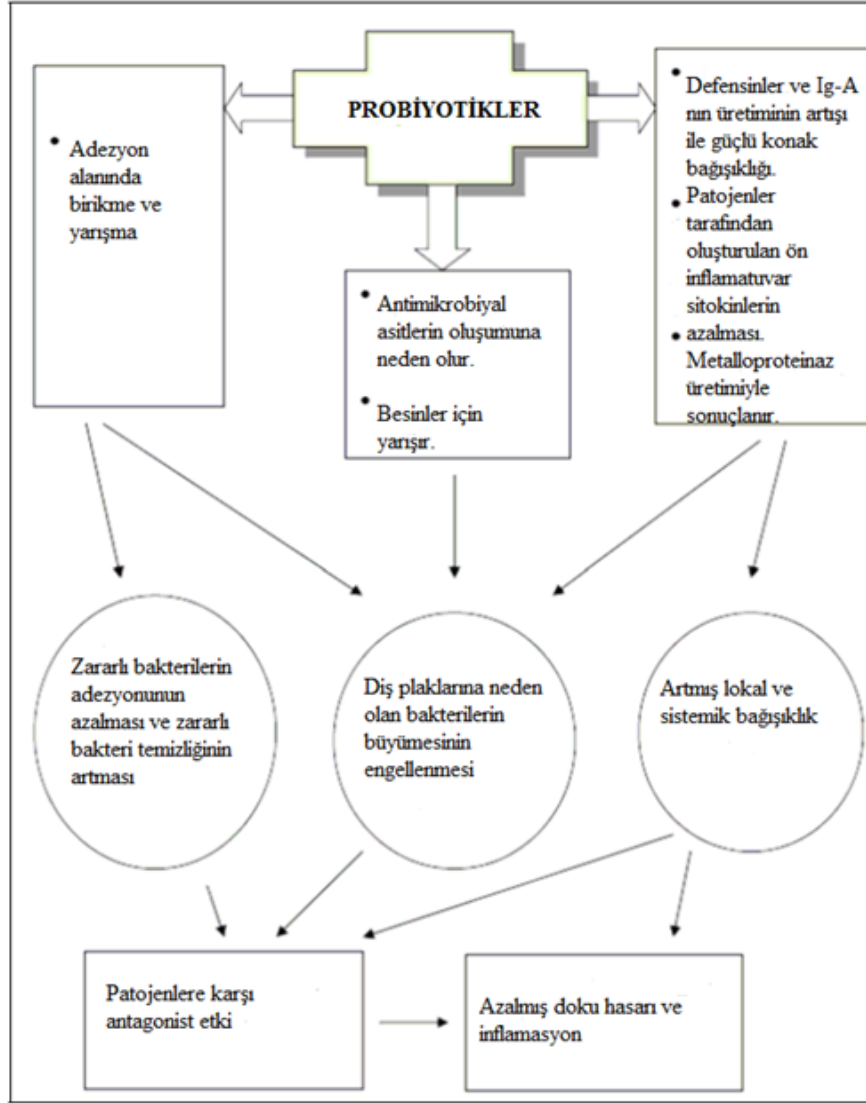 PROBİYOTİKLER
• Adezyon
alanında
birikme ve
yarışma
• Antimikrobiyal
asitlerin oluşumuna
neden olur.
• Besinler için
yarışır.
• Defensinler ve Ig-A
nın üretiminin artışı
ile güçlü konak
bağışıklığı.
• Patojenler
tarafından
oluşturulan ön
inflamatuvar
sitokinlerin
• azalması.
Metalloproteinaz
üretimiyle
sonuçlanır.
Zararlı bakterilerin
adezyonunun
azalması ve zararlı
bakteri temizliğinin
artması
Diş plaklarına neden
olan bakterilerin
büyümesinin
engellenmesi
Artmış lokal ve
sistemik bağışıklık
Patojenlere karşı
antagonist etki
Azalmış doku hasarı ve
inflamasyon